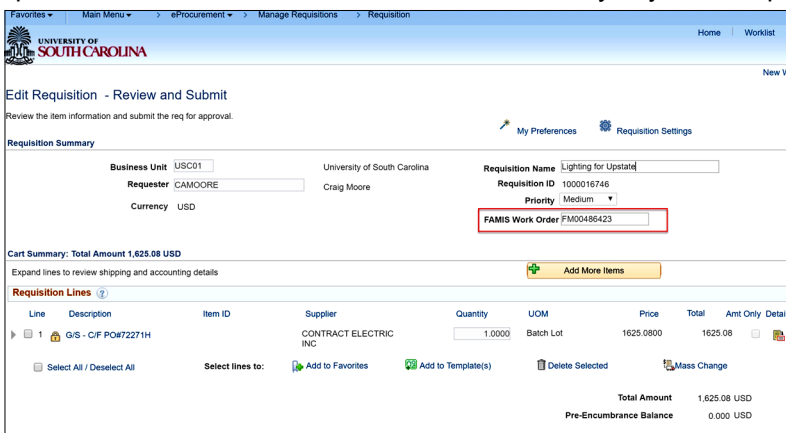 Favorites Main Menu > eProcurement > Manage Requisitions > Requisition
Home Worklist
UNIVERSITY OF
SOUTH CAROLINA
New
Edit Requisition - Review and Submit
Review the item information and submit the req for approval.
My Preferences Requisition Settings
Requisition Summary
Business Unit USC01 University of South Carolina Requisition Name Lighting for Upstate
Requester CAMOORE Craig Moore Requisition ID 1000016746
Priority Medium
Currency USD
FAMIS Work Order FM00486423
Cart Summary: Total Amount 1,625.08 USD
Expand lines to review shipping and accounting details Add More Items
Requisition Lines ?
Line Description Item ID Supplier Quantity UOM Price Total Amt Only Detai
1 G/S - C/F PO#72271H CONTRACT ELECTRIC INC 1.0000 Batch Lot 1625.0800 1625.08
Select All / Deselect All Select lines to: Add to Favorites Add to Template(s) Delete Selected Mass Change
Total Amount 1,625.08 USD
Pre-Encumbrance Balance 0.000 USD